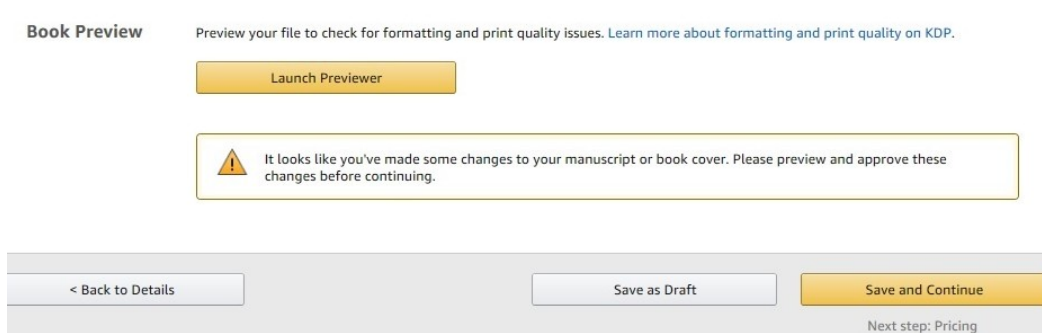 Book Preview
Preview your file to check for formatting and print quality issues. Learn more about formatting and print quality on KDP.
Launch Previewer
It looks like you've made some changes to your manuscript or book cover. Please preview and approve these
changes before continuing.
< Back to Details
Save as Draft
Save and Continue
Next step: Pricing